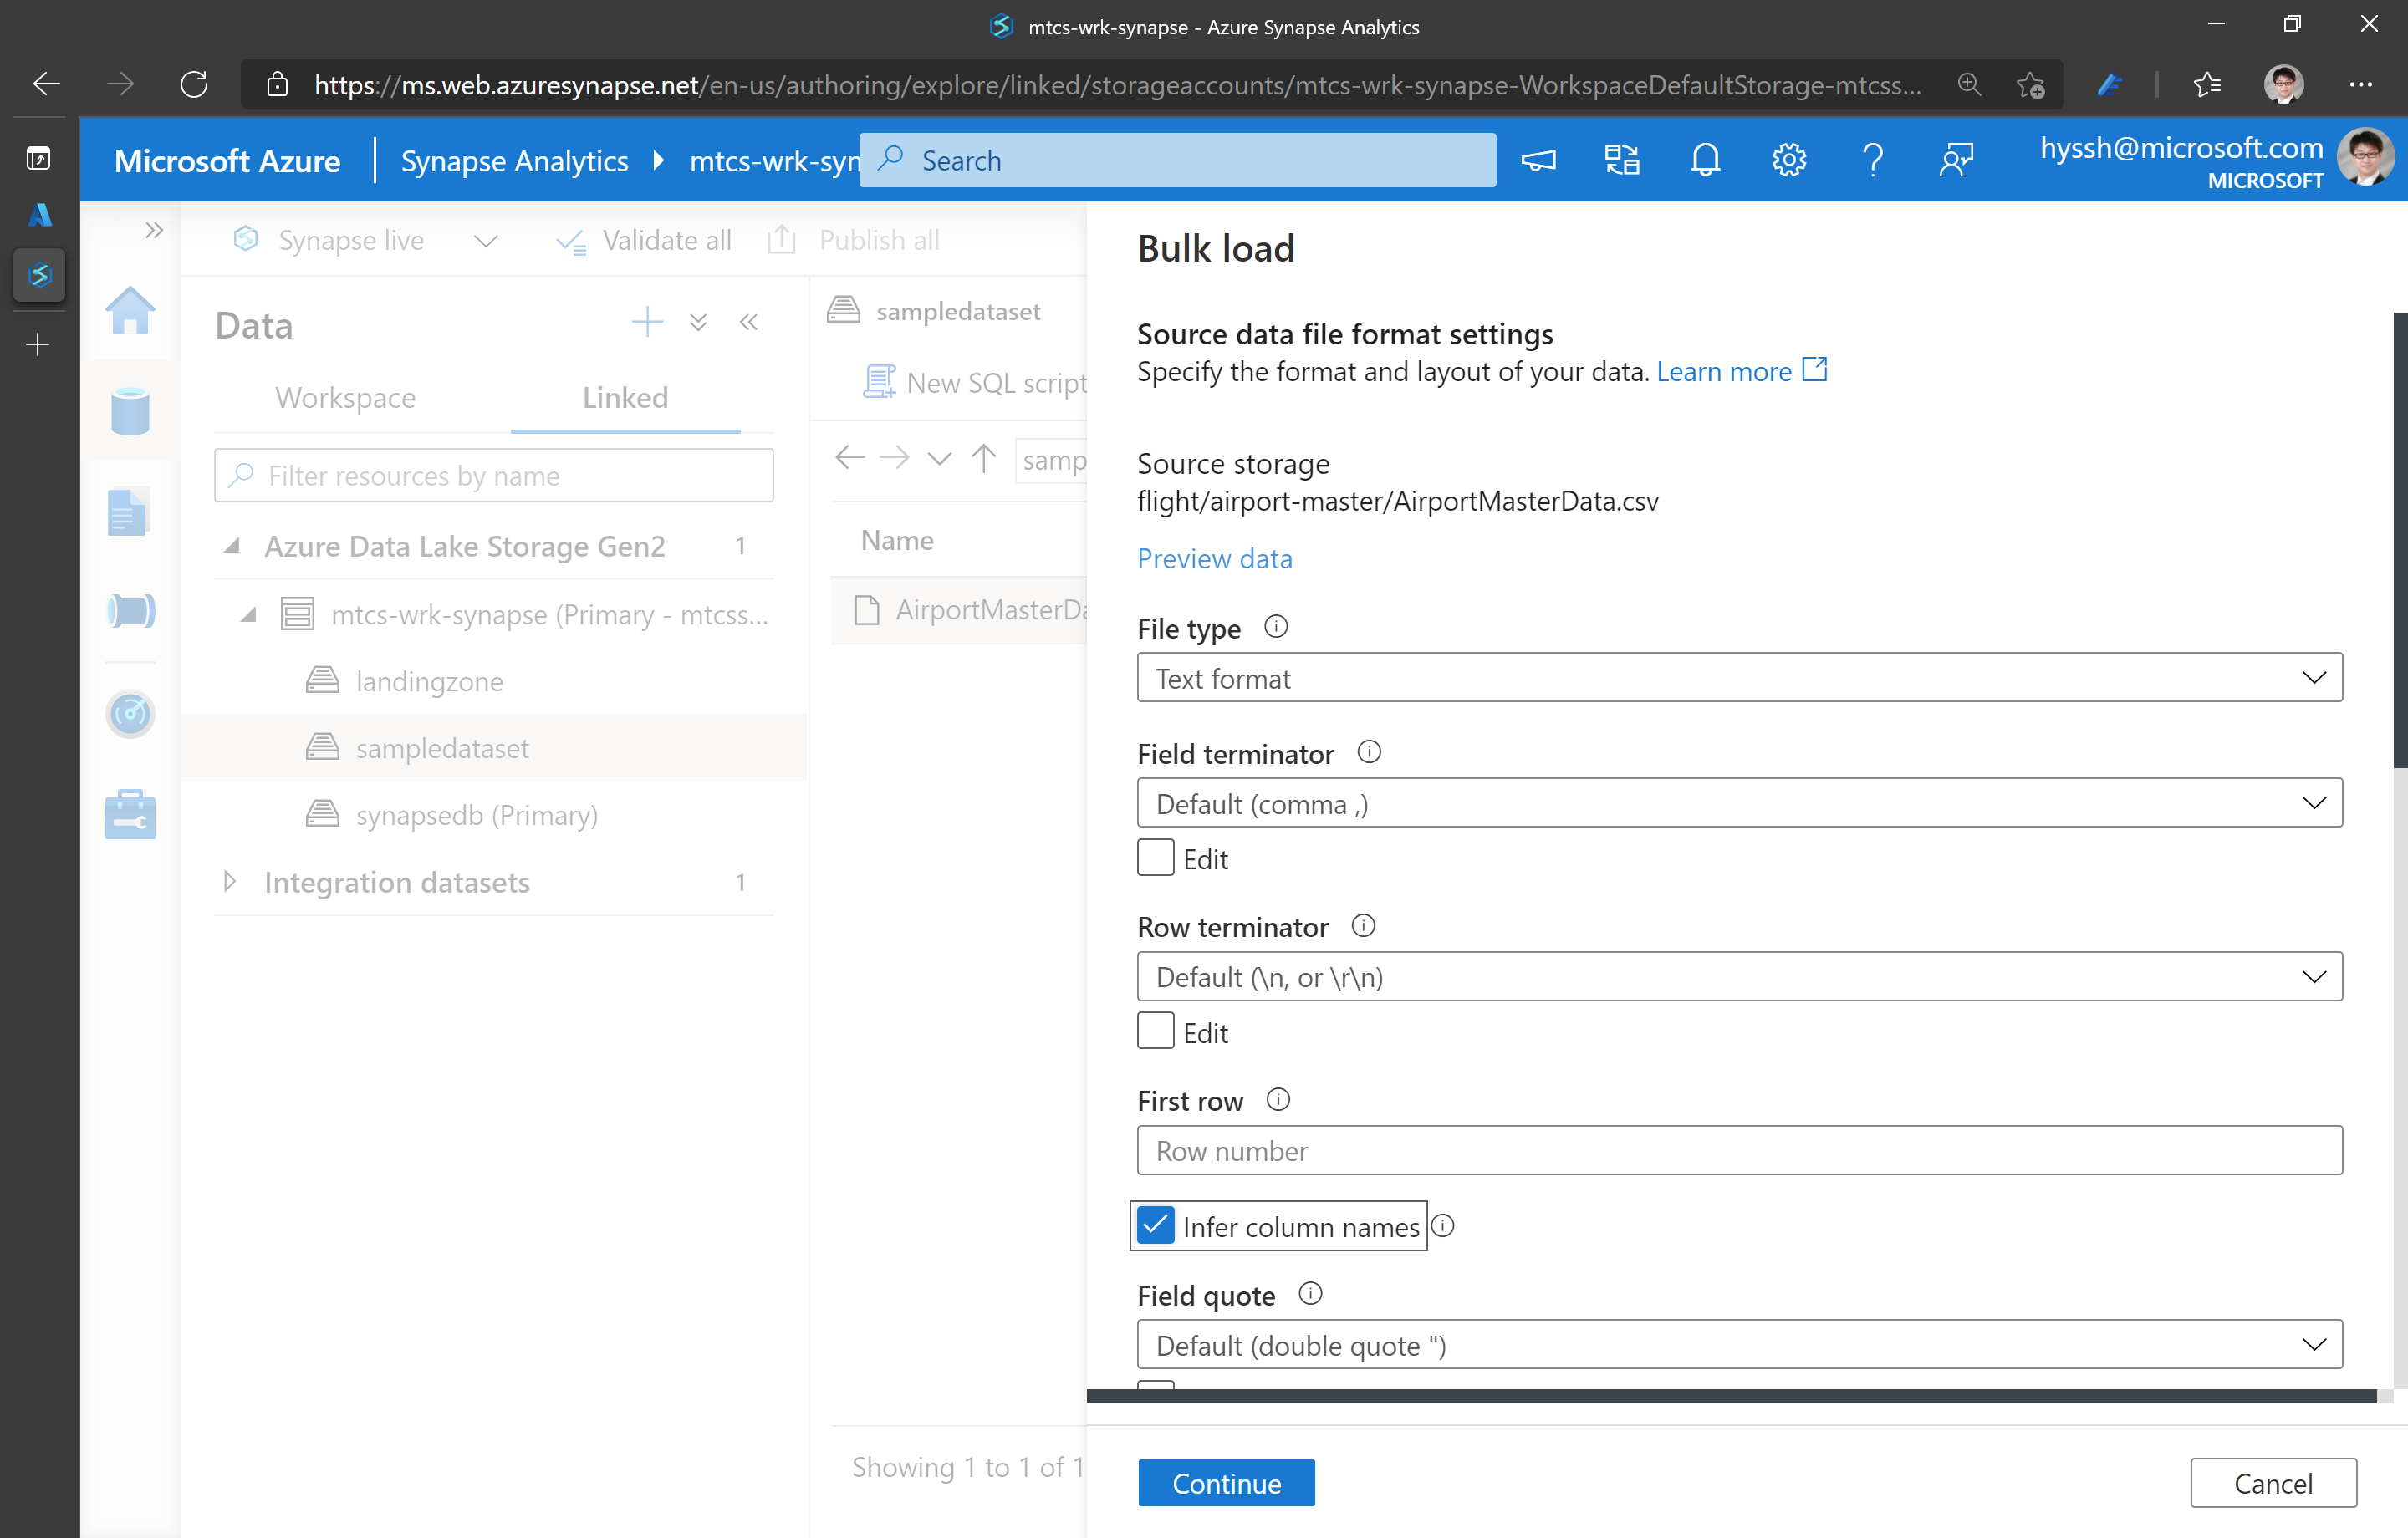 mtcs-wrk-synapse - Azure Synapse Analytics
https://ms.web.azuresynapse.net/en-us/authoring/explore/linked/storageaccounts/mtcs-wrk-synapse-WorkspaceDefaultStorage-mtcss...
Microsoft Azure
Synapse Analytics
mtcs-wrk-syn
Search
hyssh@microsoft.com
MICROSOFT
Synapse live
Validate all
Publish all
Data
Workspace
Linked
Filter resources by name
Azure Data Lake Storage Gen2
1
mtcs-wrk-synapse (Primary - mtcss...
landingzone
sampledataset
synapsedb (Primary)
Integration datasets
1
sampledataset
New SQL script
samp
Name
AirportMasterDa
Showing 1 to 1 of 1
Bulk load
Source data file format settings
Specify the format and layout of your data. Learn more
Source storage
flight/airport-master/AirportMasterData.csv
Preview data
File type
Text format
Field terminator
Default (comma ,)
Edit
Row terminator
Default (\n, or \r\n)
Edit
First row
Row number
Infer column names
Field quote
Default (double quote ")
Continue
Cancel